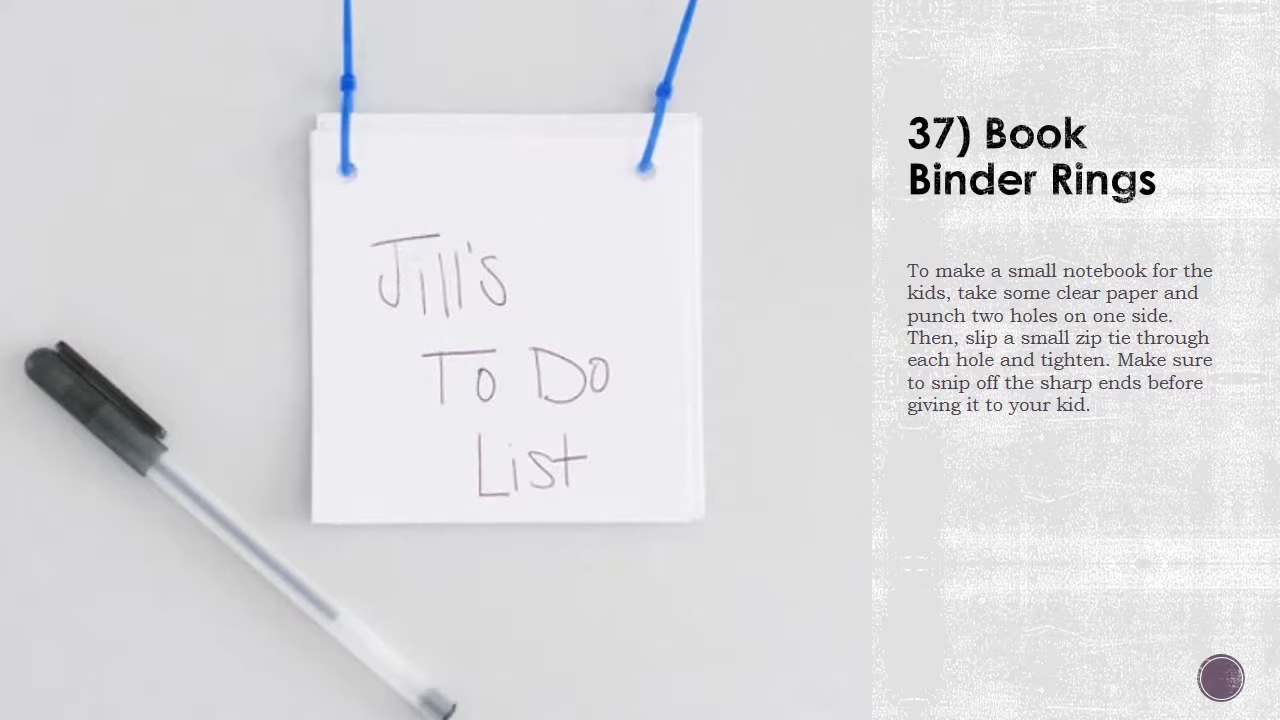 Jill's
To Do
List
37) Book
Binder Rings
To make a small notebook for the
kids, take some clear paper and
punch two holes on one side.
Then, slip a small zip tie through
each hole and tighten. Make sure
to snip off the sharp ends before
giving it to your kid.